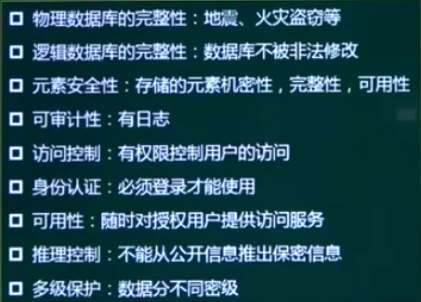 物理数据库的完整性：地震、火灾盗窃等
逻辑数据库的完整性：数据库不被非法修改
元素安全性：存储的元素机密性，完整性，可用性
可审计性：有日志
访问控制：有权限控制用户的访问
身份认证：必须登录才能使用
可用性：随时对授权用户提供访问服务
推理控制：不能从公开信息推出保密信息
多级保护：数据分不同密级